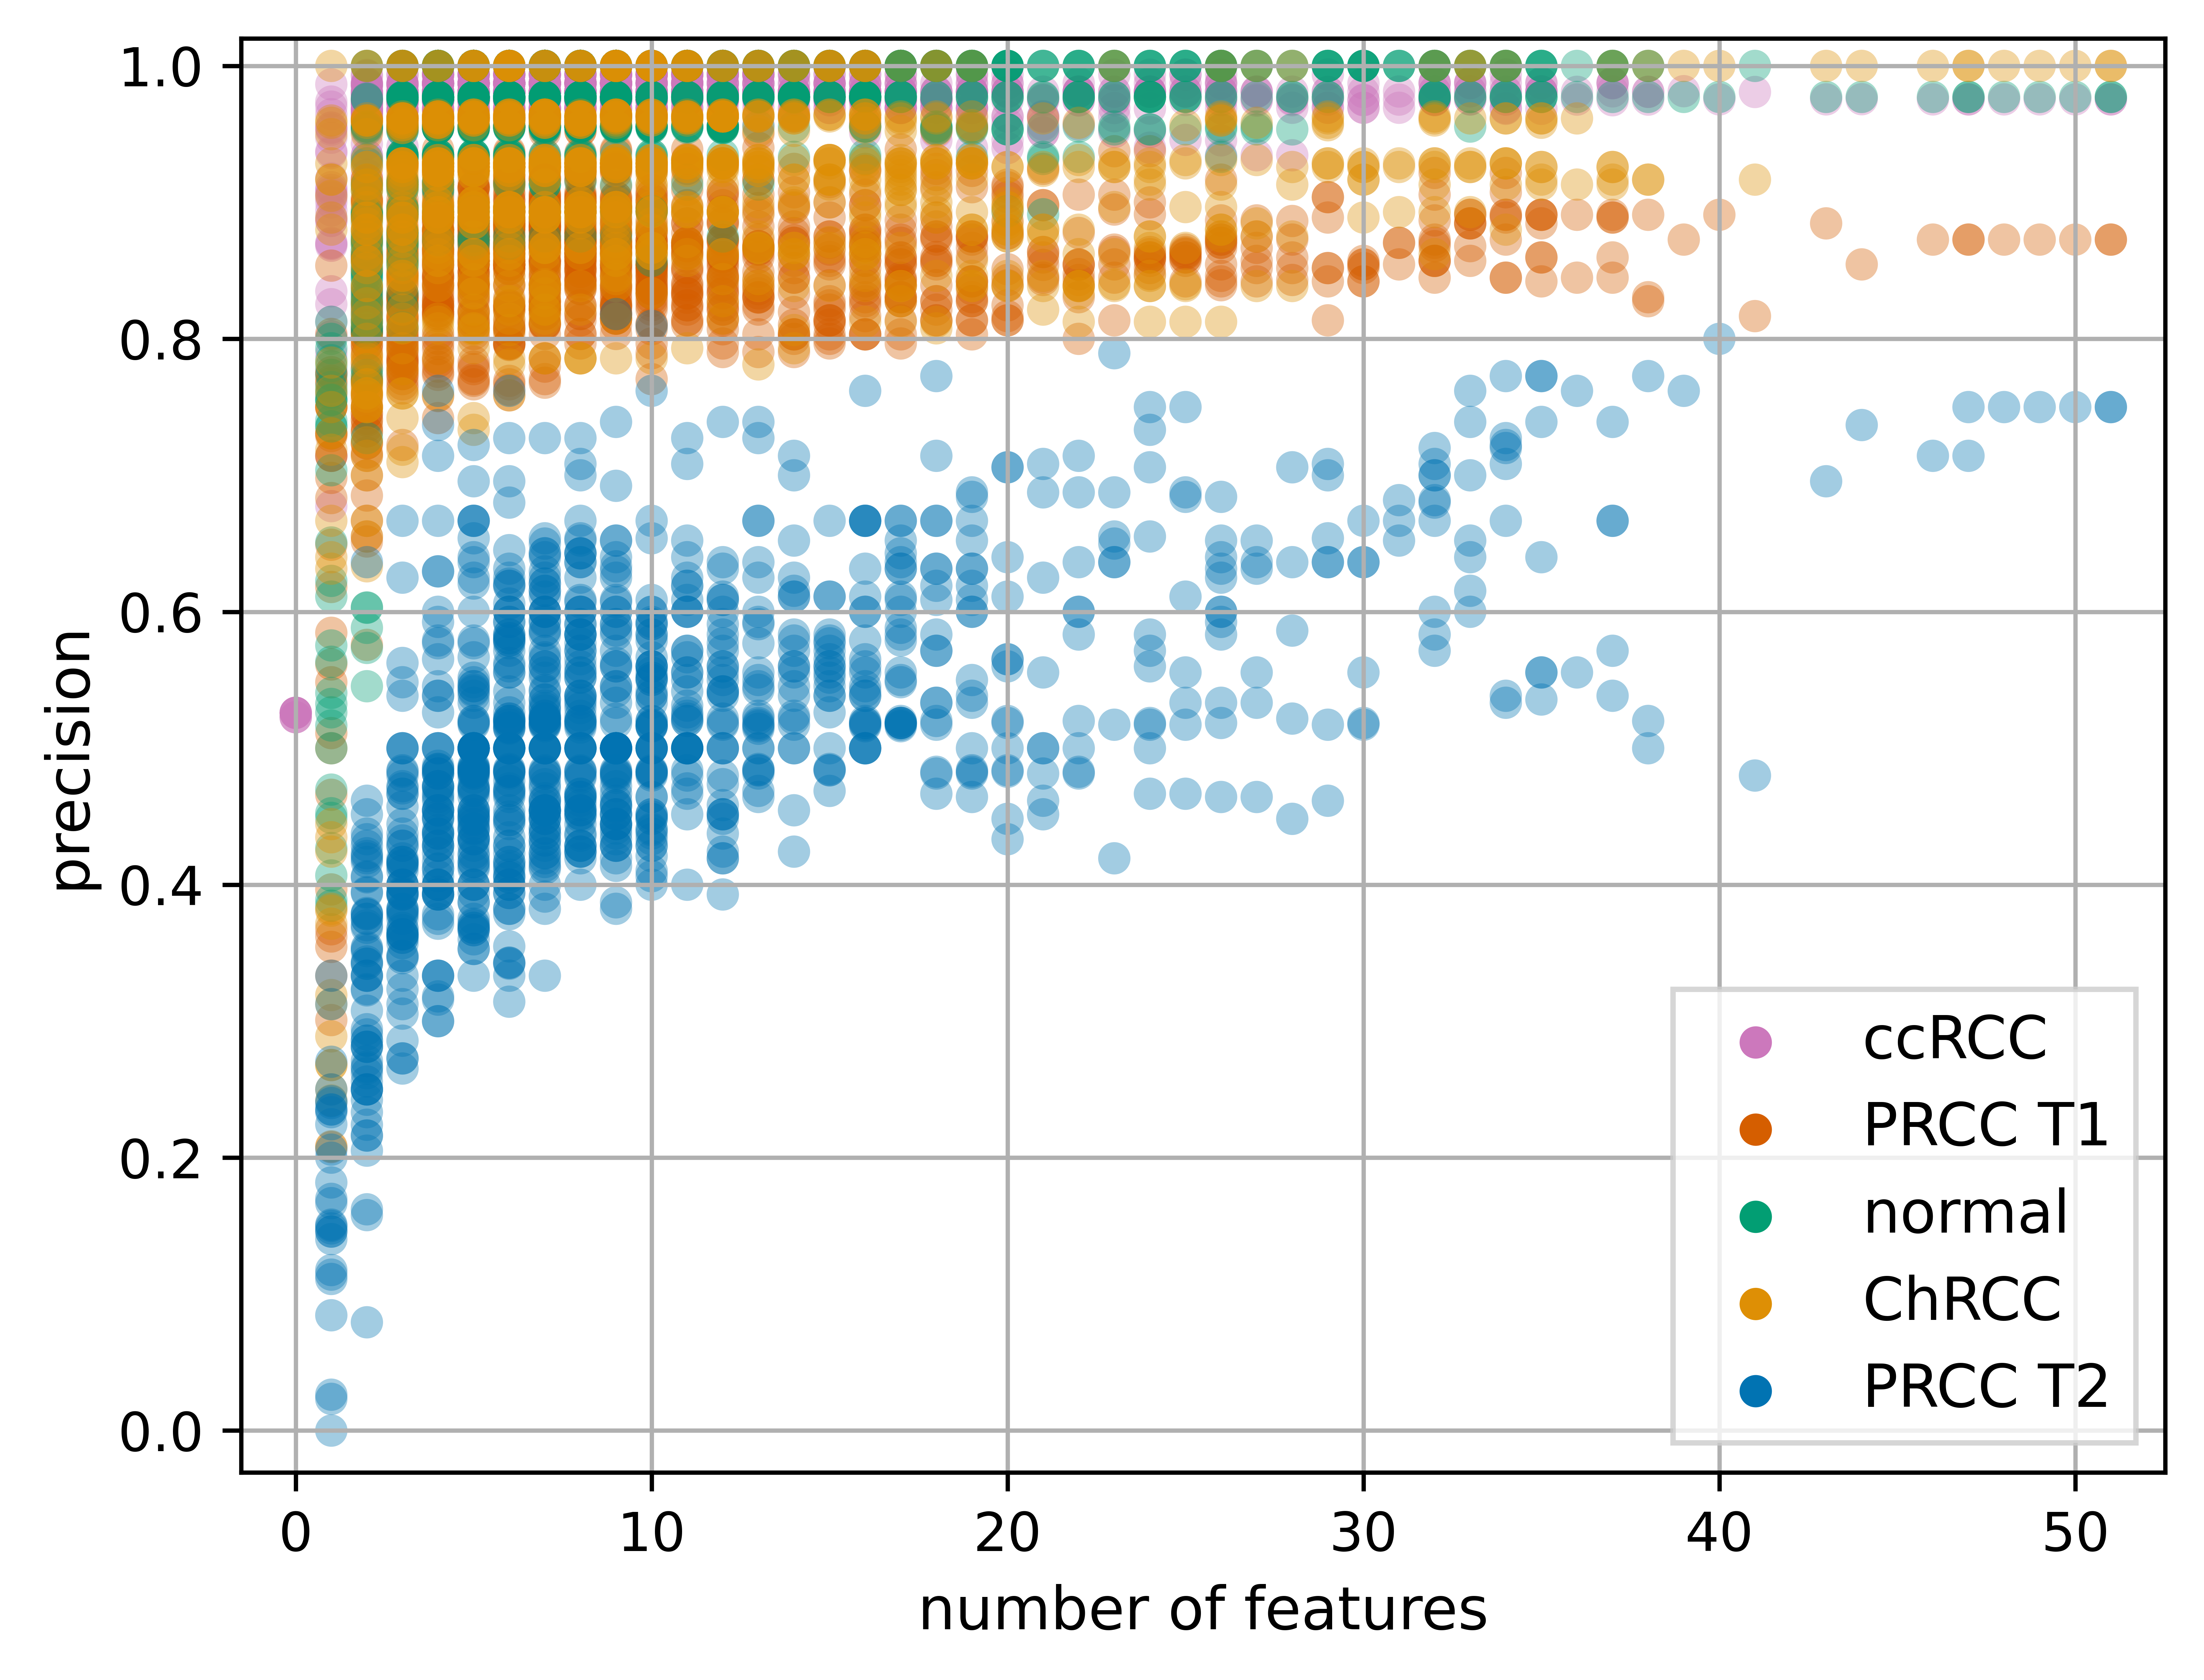 1.0
0.8
0.6
0.4
0.2
0.0
precision
0 10 20 30 40 50
number of features
ccRCC
PRCC T1
normal
ChRCC
PRCC T2